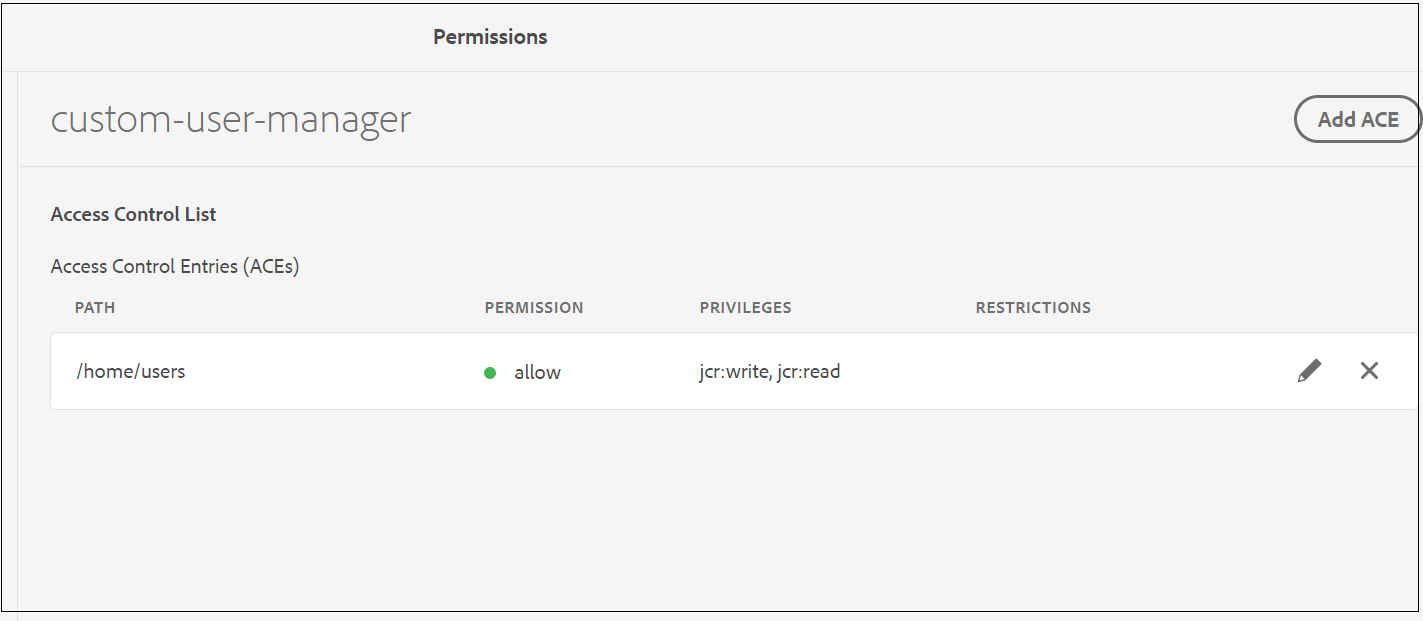 Permissions
custom-user-manager
Add ACE
Access Control List
Access Control Entries (ACEs)
PATH PERMISSION PRIVILEGES RESTRICTIONS
/home/users allow jcr:write, jcr:read